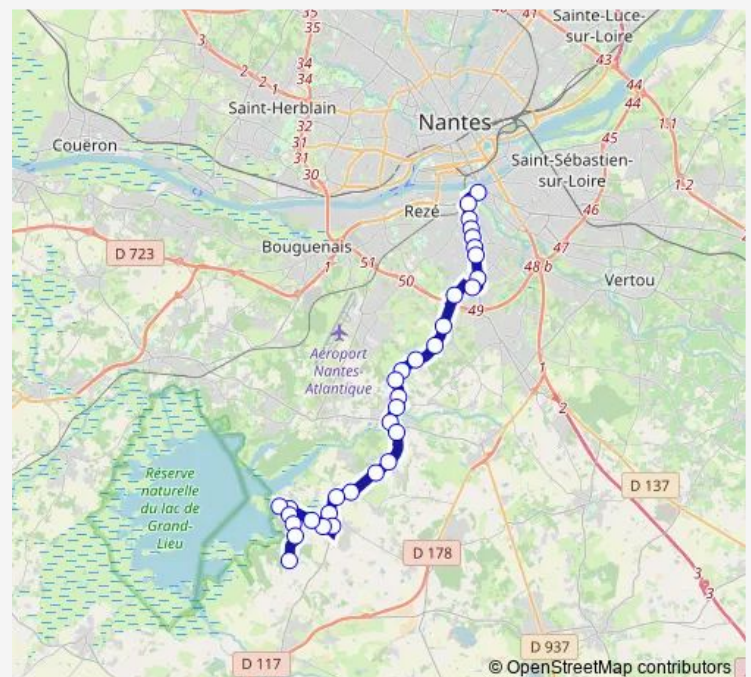 35
35
41
40
Sainte-Luce-
sur-Loire
3
2
2.1
34
34
43
44
44
Saint-Herblain
33
32
31
31
30
Nantes
1.1
45
Couëron
Saint-Sébastien-
sur-Loire
1.2
Rezé
46
D 723
Bouguenais
1
51
50
47
48 b
49
Vertou
Aéroport
Nantes-
Atlantique
1
2
Réserve
naturelle
du lac de
Grand-
Lieu
D 137
D 178
3
3
D 937
D 117
© OpenStreetMap contributors